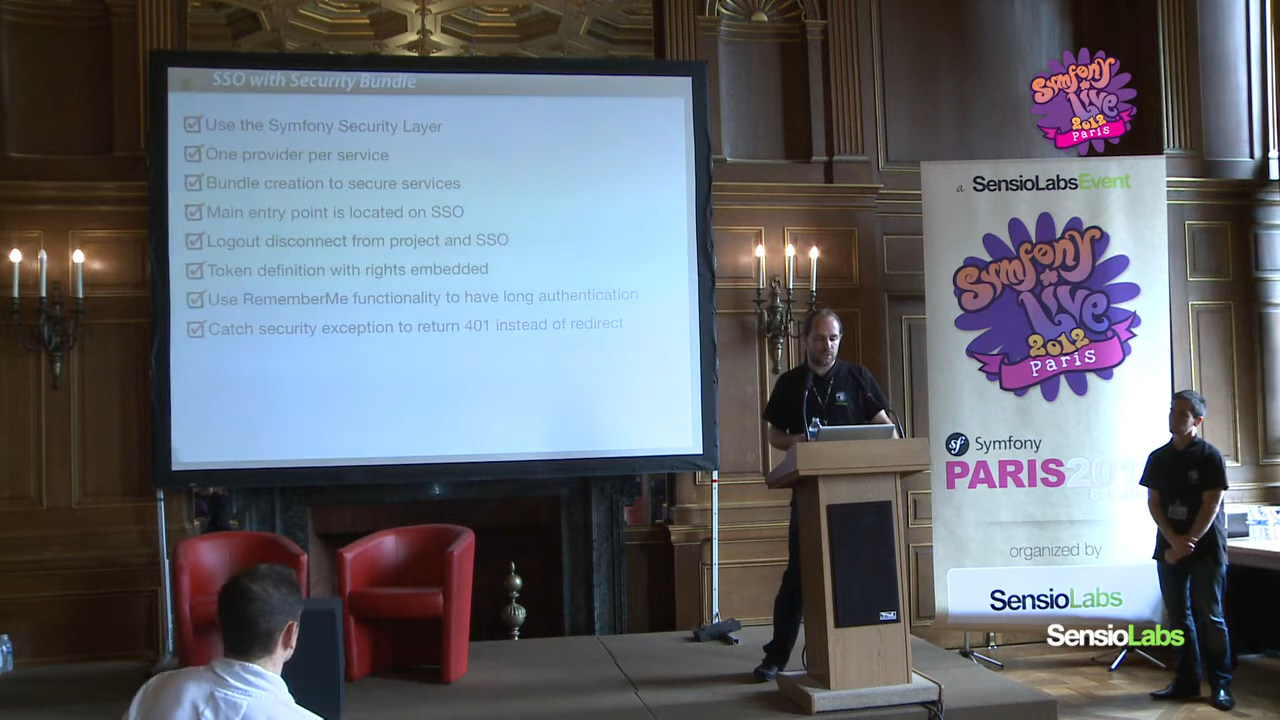 SSO with Security Bundle
Use the Symfony Security Layer
One provider per service
Bundle creation to secure services
Main entry point is located on SSO
Logout disconnect from project and SSO
Token definition with rights embedded
Use RememberMe functionality to have long authentication
Catch security exception to return 401 instead of redirect
Symfony
Live
2012
Paris
a SensioLabsEvent
Symfony
Live
2012
Paris
sf Symfony
PARIS
organized by
SensioLabs
SensioLabs